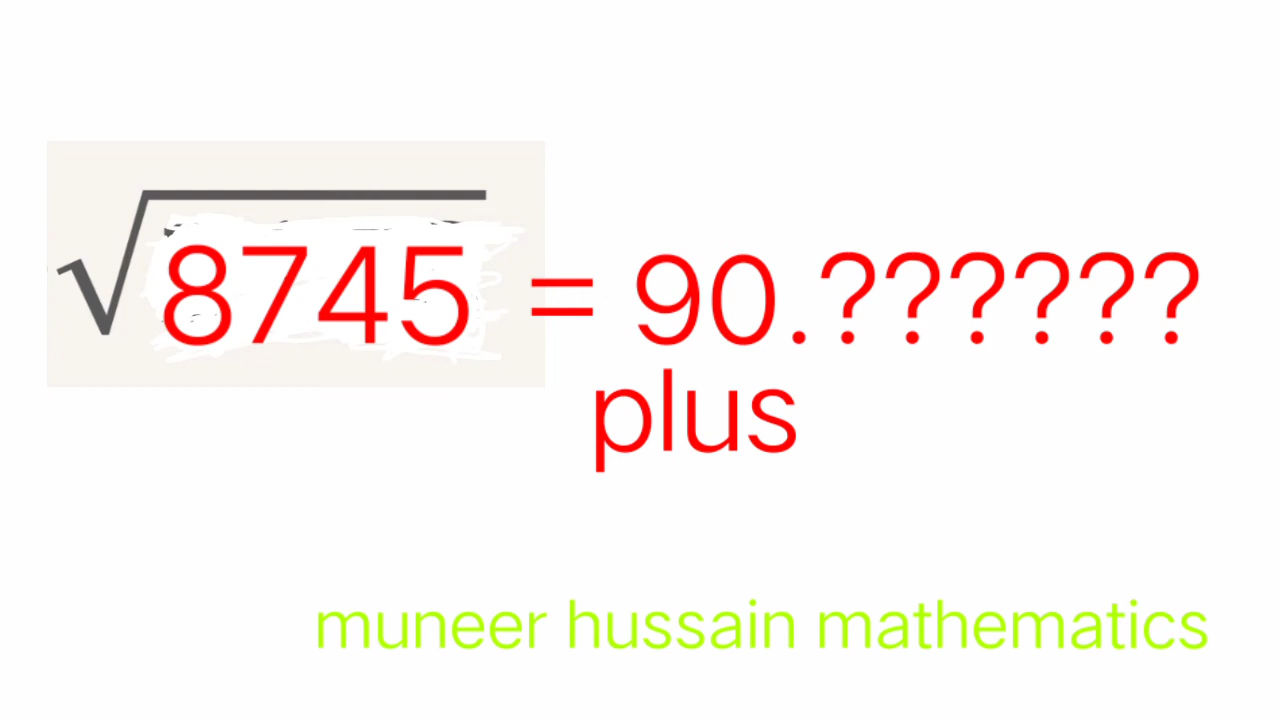 √8745 = 90.??????
plus
muneer hussain mathematics